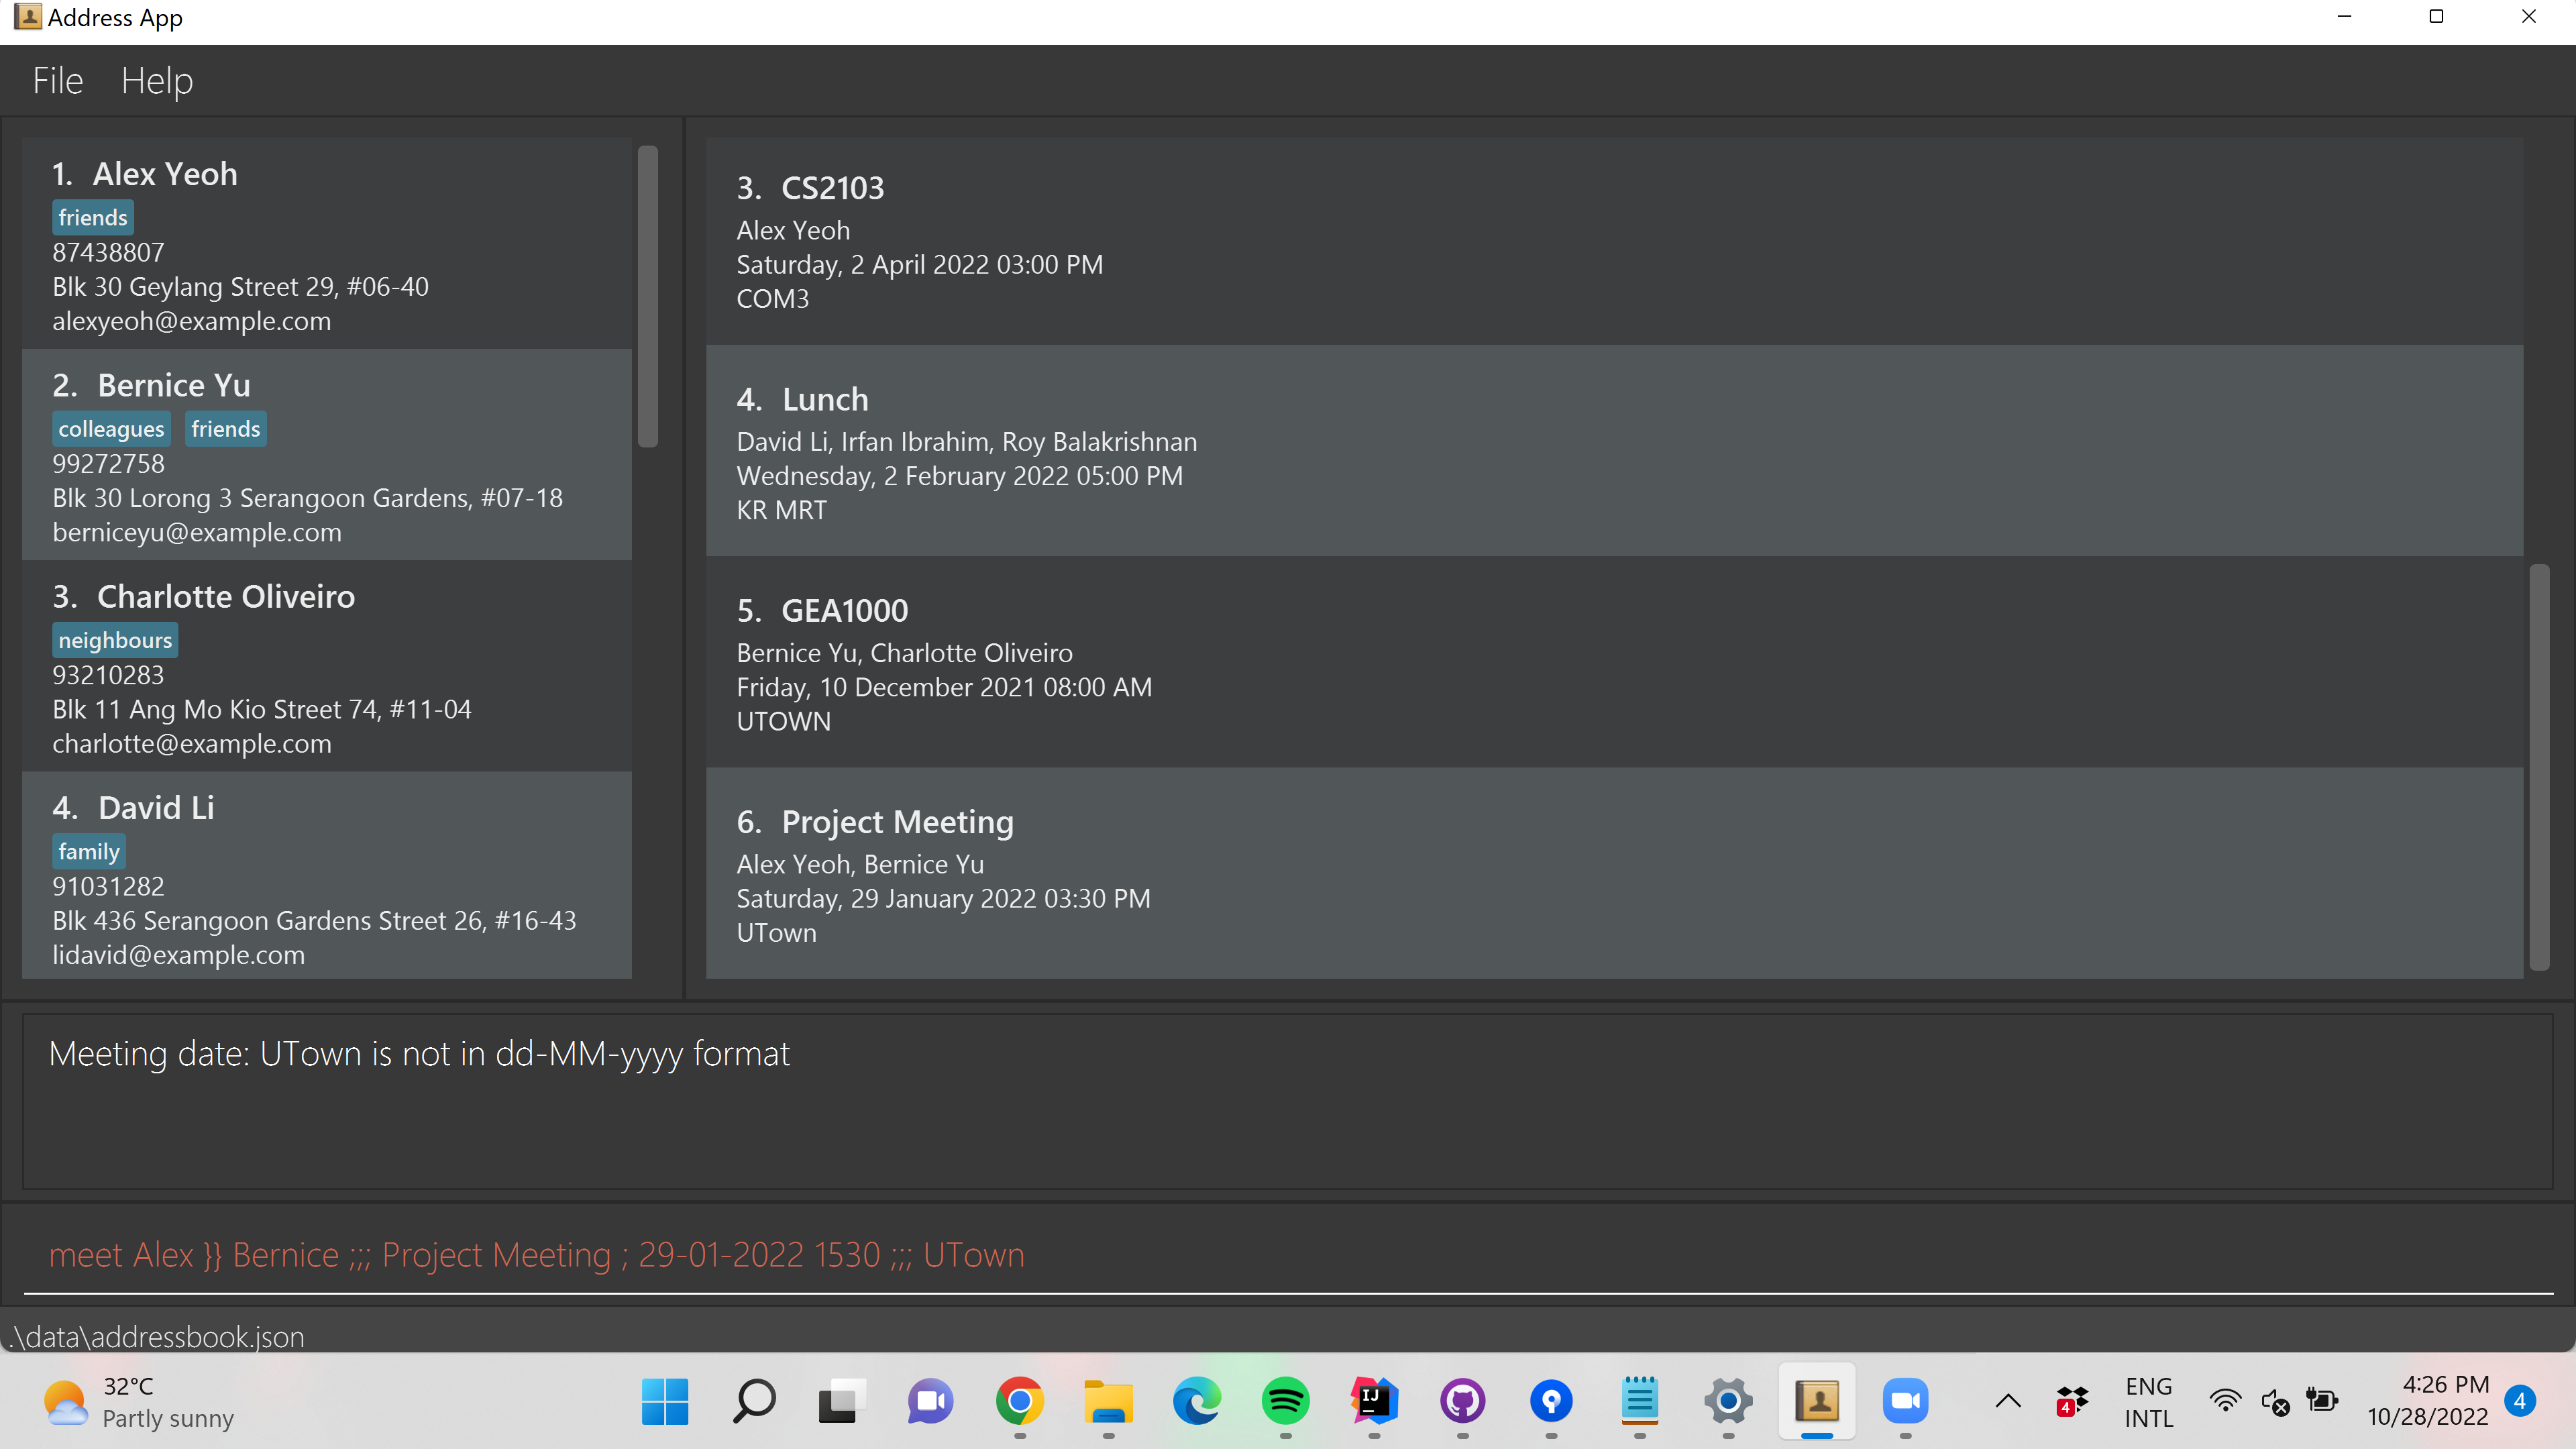 Address App
File Help
1. Alex Yeoh
friends
87438807
Blk 30 Geylang Street 29, #06-40
alexyeoh@example.com
2. Bernice Yu
colleagues friends
99272758
Blk 30 Lorong 3 Serangoon Gardens, #07-18
berniceyu@example.com
3. Charlotte Oliveiro
neighbours
93210283
Blk 11 Ang Mo Kio Street 74, #11-04
charlotte@example.com
4. David Li
family
91031282
Blk 436 Serangoon Gardens Street 26, #16-43
lidavid@example.com
3. CS2103
Alex Yeoh
Saturday, 2 April 2022 03:00 PM
COM3
4. Lunch
David Li, Irfan Ibrahim, Roy Balakrishnan
Wednesday, 2 February 2022 05:00 PM
KR MRT
5. GEA1000
Bernice Yu, Charlotte Oliveiro
Friday, 10 December 2021 08:00 AM
UTOWN
6. Project Meeting
Alex Yeoh, Bernice Yu
Saturday, 29 January 2022 03:30 PM
UTown
Meeting date: UTown is not in dd-MM-yyyy format
meet Alex }} Bernice ;;; Project Meeting ; 29-01-2022 1530 ;;; UTown
.\data\addressbook.json
32°C
Partly sunny
IJ
4
ENG
INTL
4:26 PM
10/28/2022
4